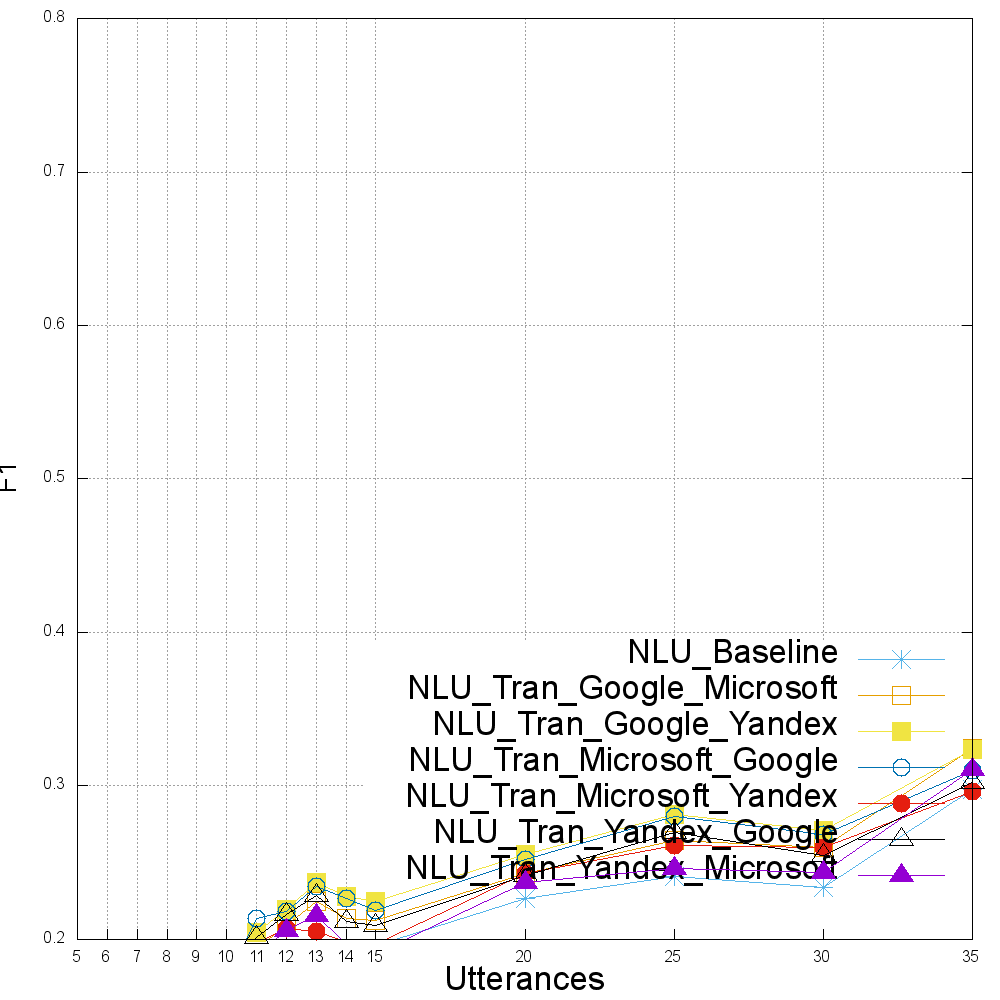 0.8
0.7
0.6
0.5
0.4
0.3
0.2
F1
NLU_Baseline
NLU_Tran_Google_Microsoft
NLU_Tran_Google_Yandex
NLU_Tran_Microsoft_Google
NLU_Tran_Microsoft_Yandex
NLU_Tran_Yandex_Google
NLU_Tran_Yandex_Microsoft
5 6 7 8 9 10 11 12 13 14 15 20 25 30 35
Utterances